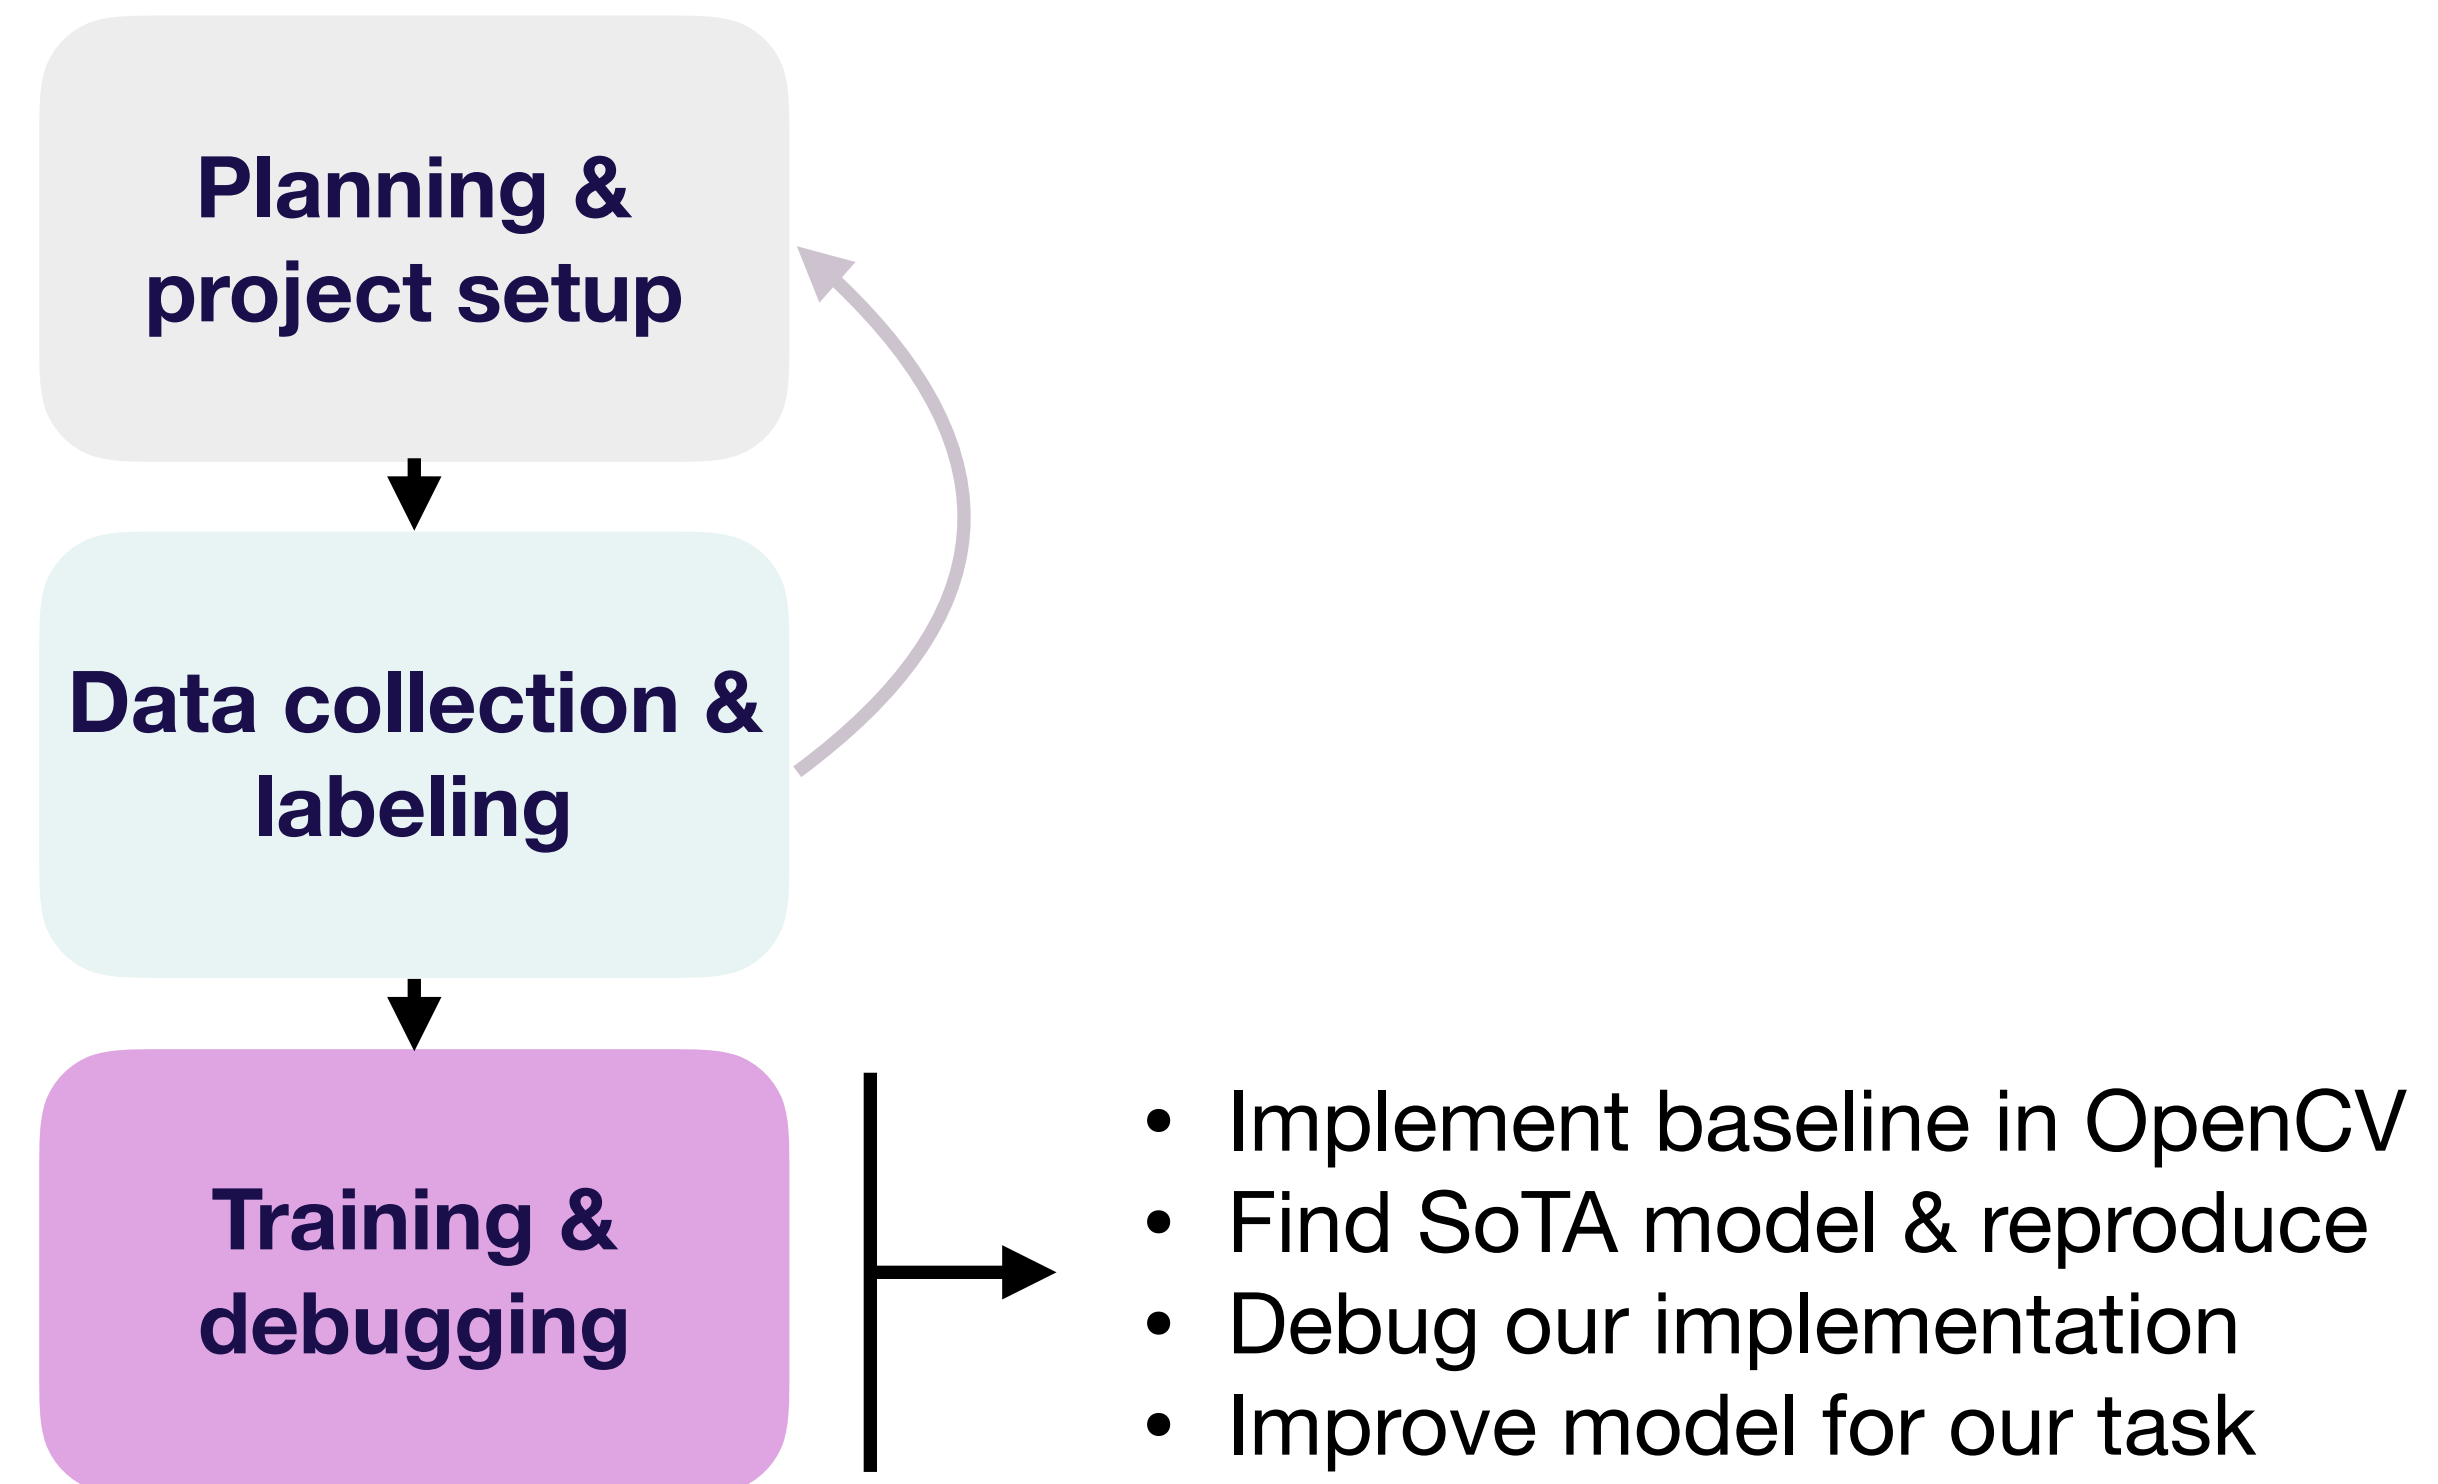 Planning &
project setup
Data collection &
labeling
Training &
debugging
• Implement baseline in OpenCV
• Find SoTA model & reproduce
• Debug our implementation
• Improve model for our task